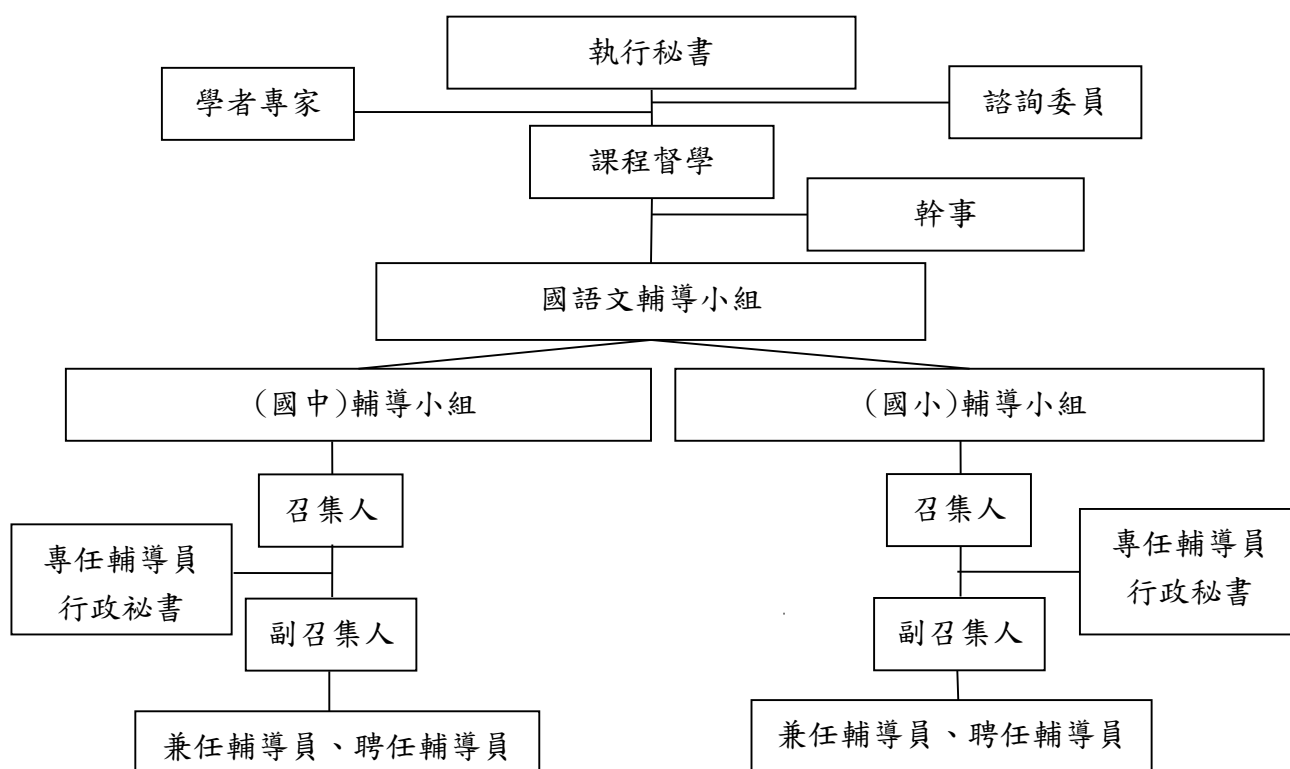 執行秘書
學者專家
諮詢委員
課程督學
幹事
國語文輔導小組
(國中)輔導小組
(國小)輔導小組
召集人
召集人
專任輔導員
行政祕書
專任輔導員
行政秘書
副召集人
副召集人
兼任輔導員、聘任輔導員
兼任輔導員、聘任輔導員